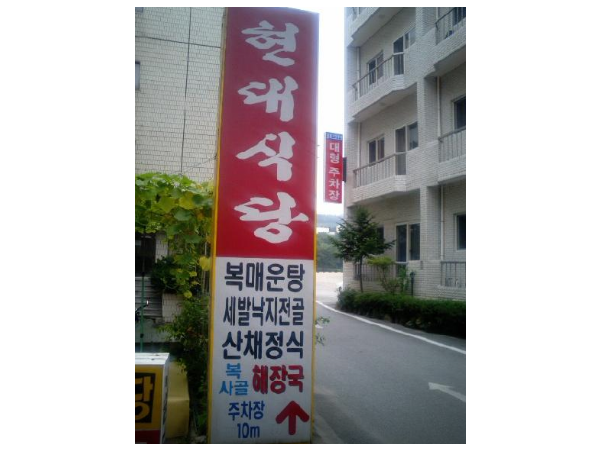 현대식당
대형주차장
복매운탕
세발낙지전골
산채정식
복
사골
해장국
주차장
10m
당